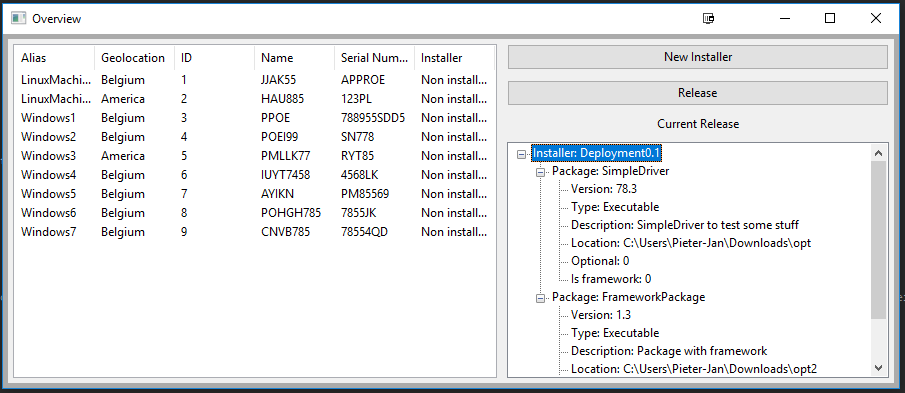 Overview
Alias Geolocation ID Name Serial Num... Installer
LinuxMachi... Belgium 1 JJAK55 APPROE Non install...
LinuxMachi... America 2 HAU885 123PL Non install...
Windows1 Belgium 3 PPOE 788955SDD5 Non install...
Windows2 Belgium 4 POEI99 SN778 Non install...
Windows3 America 5 PMLLK77 RYT85 Non install...
Windows4 Belgium 6 IUYT7458 4568LK Non install...
Windows5 Belgium 7 AYIKN PM85569 Non install...
Windows6 Belgium 8 POHGH785 7855JK Non install...
Windows7 Belgium 9 CNVB785 78554QD Non install...
New Installer
Release
Current Release
Installer: Deployment0.1
Package: SimpleDriver
Version: 78.3
Type: Executable
Description: SimpleDriver to test some stuff
Location: C:\Users\Pieter-Jan\Downloads\opt
Optional: 0
Is framework: 0
Package: FrameworkPackage
Version: 1.3
Type: Executable
Description: Package with framework
Location: C:\Users\Pieter-Jan\Downloads\opt2